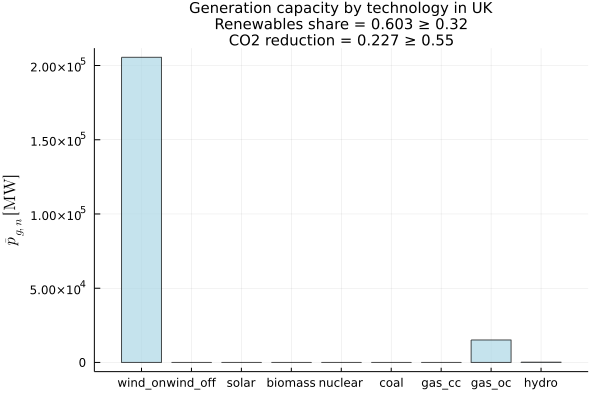 Generation capacity by technology in UK
Renewables share = 0.603 ≥ 0.32
CO2 reduction = 0.227 ≥ 0.55
p̄_{g,n} [MW]
2.00×10⁵
1.50×10⁵
1.00×10⁵
5.00×10⁴
0
wind_on wind_off solar biomass nuclear coal gas_cc gas_oc hydro